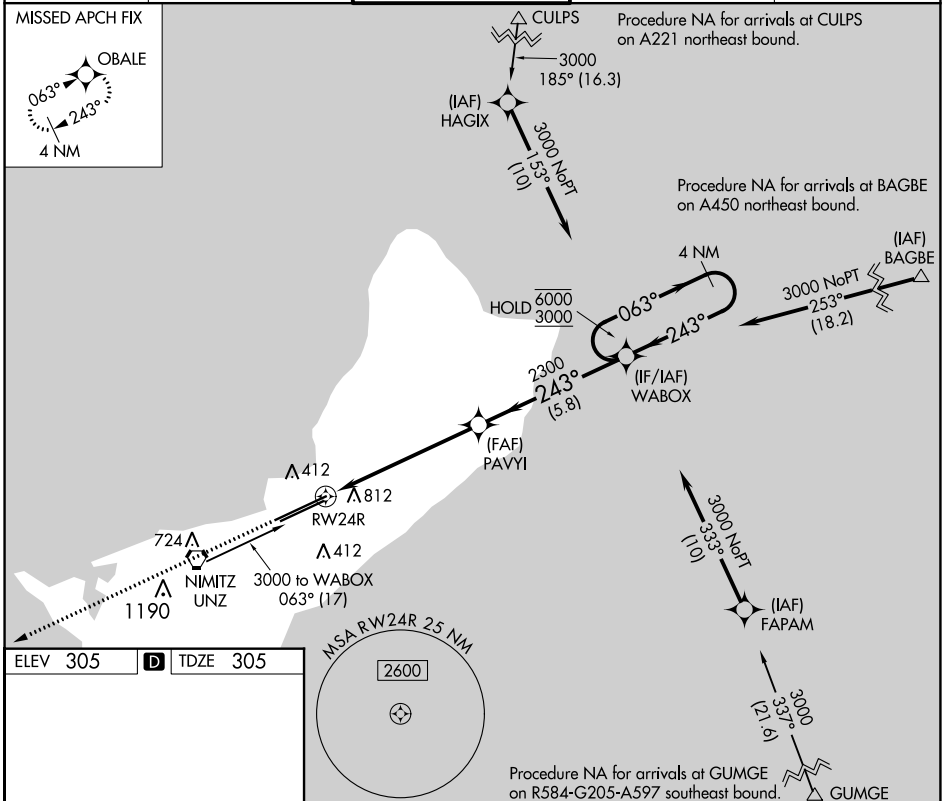 MISSED APCH FIX
OBALE
063°
243°
4 NM
CULPS
Procedure NA for arrivals at CULPS
on A221 northeast bound.
3000
185° (16.3)
(IAF)
HAGIX
3000 NoPT
153°
(10)
Procedure NA for arrivals at BAGBE
on A450 northeast bound.
(IAF)
BAGBE
4 NM
3000 NoPT
253°
(18.2)
HOLD 6000
3000
063°
243°
(IF/IAF)
WABOX
2300
243°
(5.8)
(FAF)
PAVYI
412
812
RW24R
724
412
NIMITZ
UNZ
3000 to WABOX
063° (17)
1190
3000 NoPT
333°
(10)
(IAF)
FAPAM
3000
337°
(21.6)
GUMGE
Procedure NA for arrivals at GUMGE
on R584-G205-A597 southeast bound.
MSA RW24R 25 NM
2600
ELEV 305 D TDZE 305